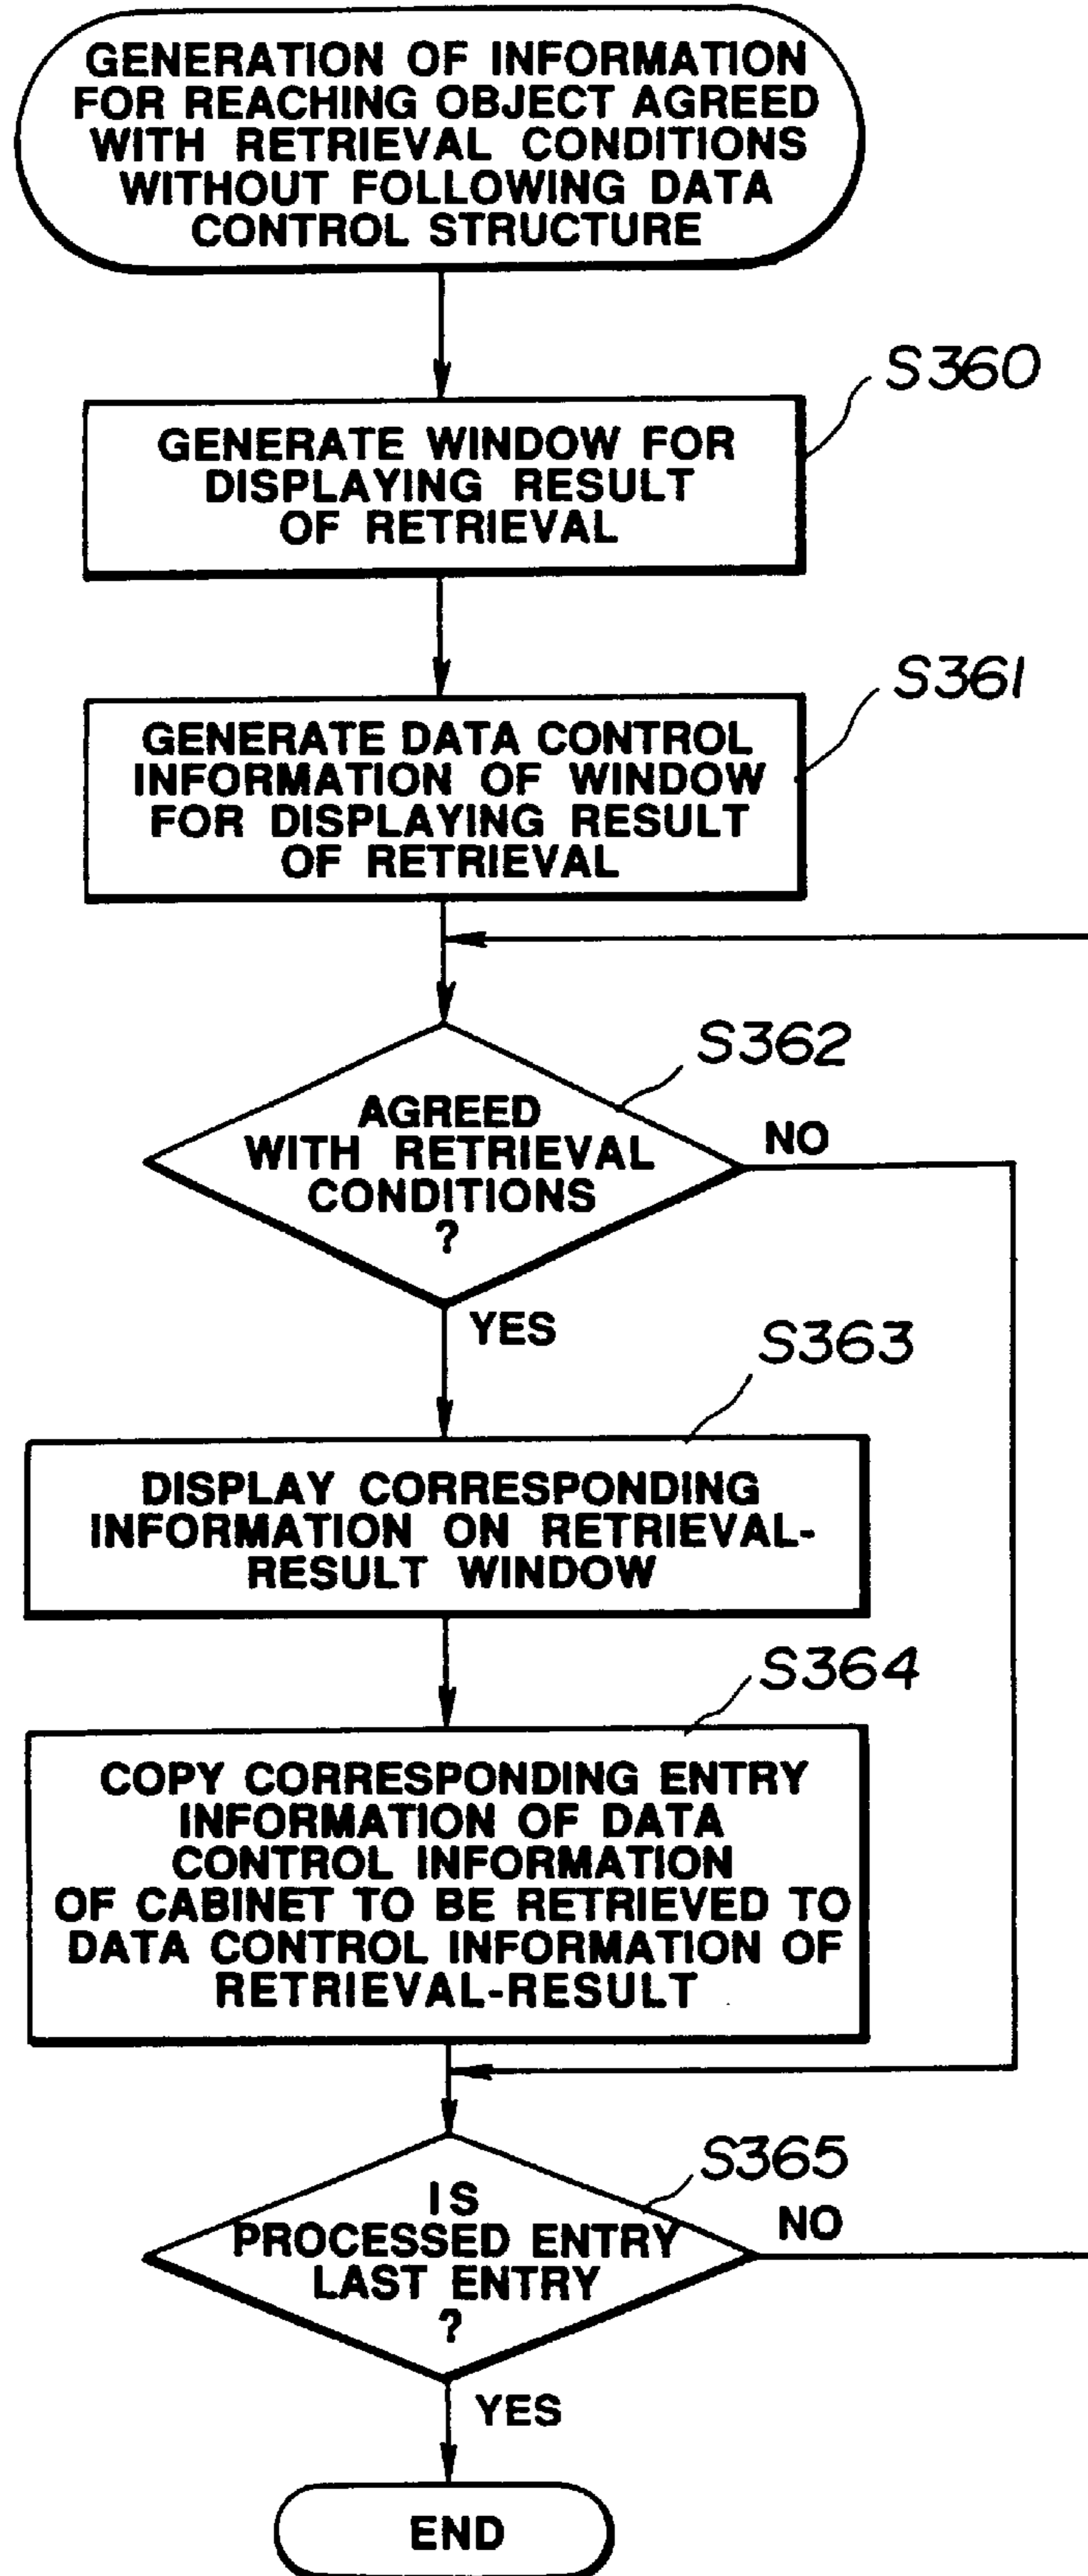 GENERATION OF INFORMATION
FOR REACHING OBJECT AGREED
WITH RETRIEVAL CONDITIONS
WITHOUT FOLLOWING DATA
CONTROL STRUCTURE
S360
GENERATE WINDOW FOR
DISPLAYING RESULT
OF RETRIEVAL
S361
GENERATE DATA CONTROL
INFORMATION OF WINDOW
FOR DISPLAYING RESULT
OF RETRIEVAL
S362
AGREED
WITH RETRIEVAL
CONDITIONS
?
NO
YES
S363
DISPLAY CORRESPONDING
INFORMATION ON RETRIEVAL-
RESULT WINDOW
S364
COPY CORRESPONDING ENTRY
INFORMATION OF DATA
CONTROL INFORMATION
OF CABINET TO BE RETRIEVED TO
DATA CONTROL INFORMATION OF
RETRIEVAL-RESULT
S365
IS
PROCESSED ENTRY
LAST ENTRY
?
NO
YES
END